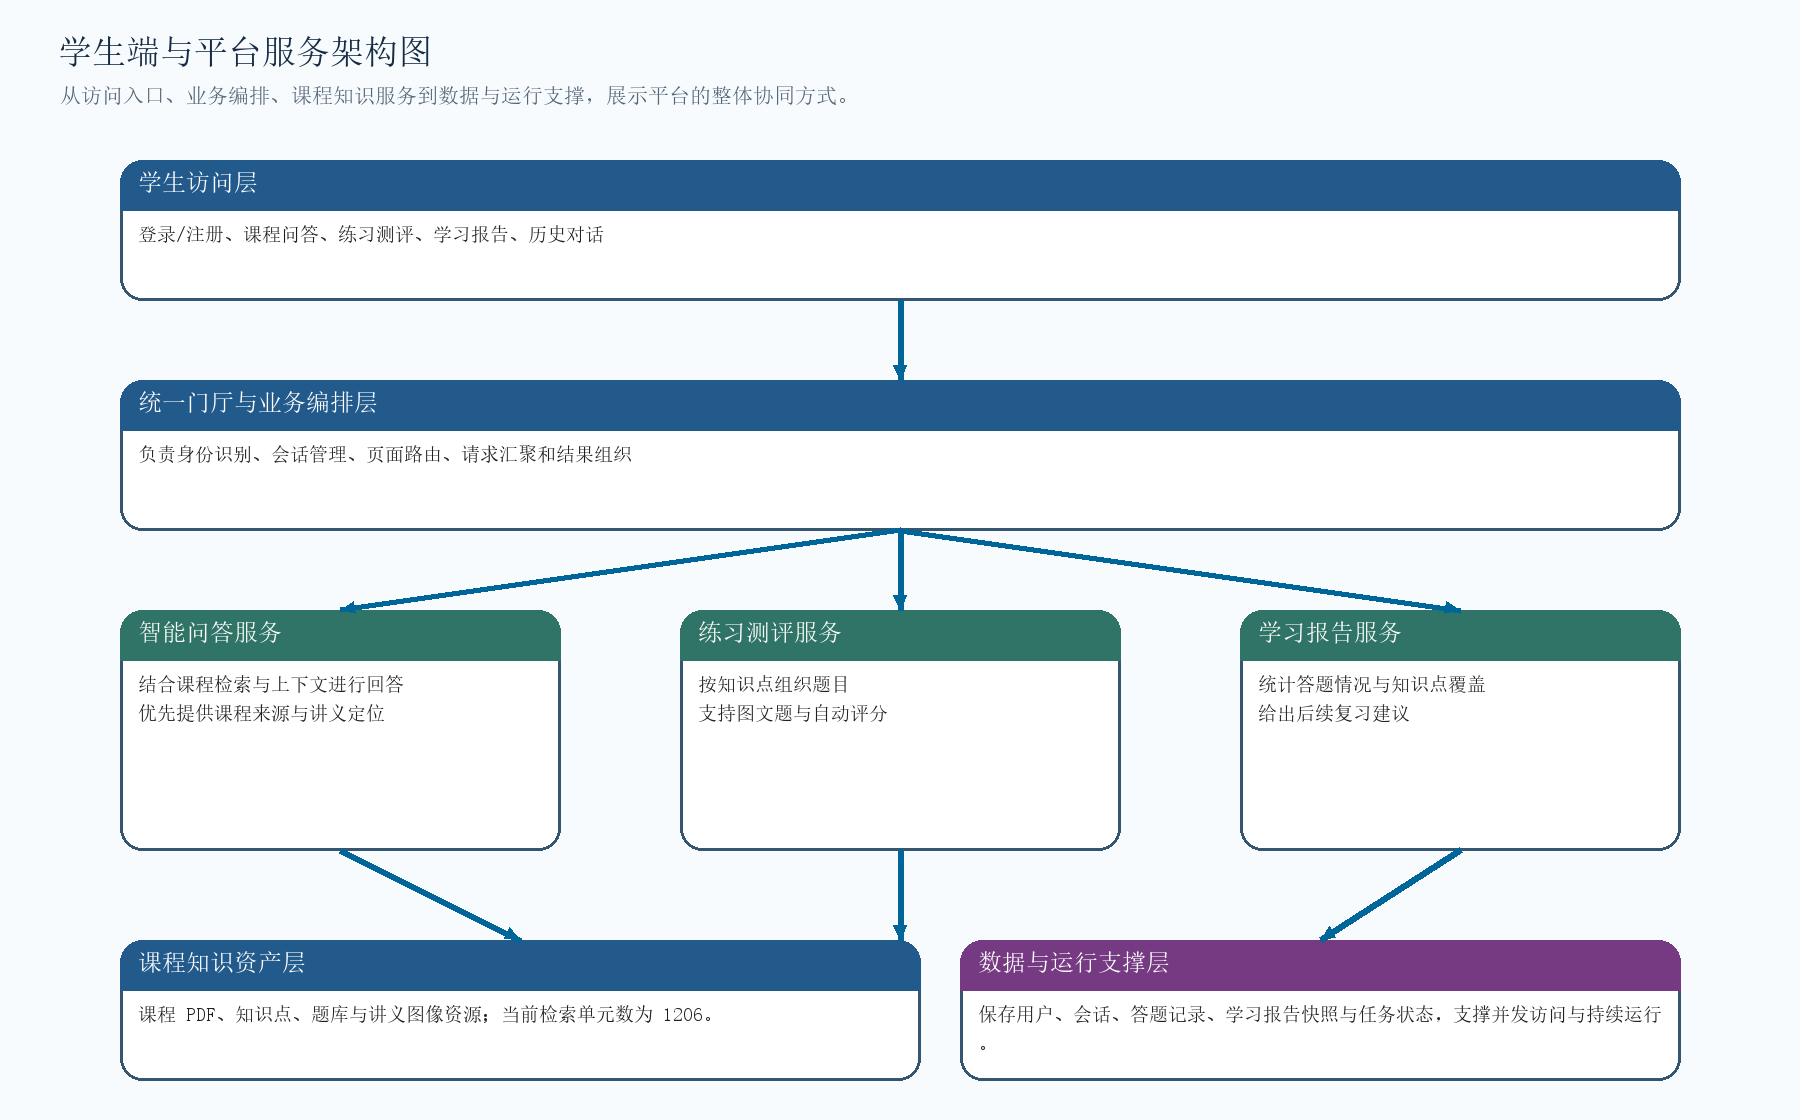 学生端与平台服务架构图
从访问入口、业务编排、课程知识服务到数据与运行支撑，展示平台的整体协同方式。
学生访问层
登录/注册、课程问答、练习测评、学习报告、历史对话
统一门厅与业务编排层
负责身份识别、会话管理、页面路由、请求汇聚和结果组织
智能问答服务
结合课程检索与上下文进行回答
优先提供课程来源与讲义定位
练习测评服务
按知识点组织题目
支持图文题与自动评分
学习报告服务
统计答题情况与知识点覆盖
给出后续复习建议
课程知识资产层
课程 PDF、知识点、题库与讲义图像资源；当前检索单元数为 1206。
数据与运行支撑层
保存用户、会话、答题记录、学习报告快照与任务状态，支撑并发访问与持续运行
。